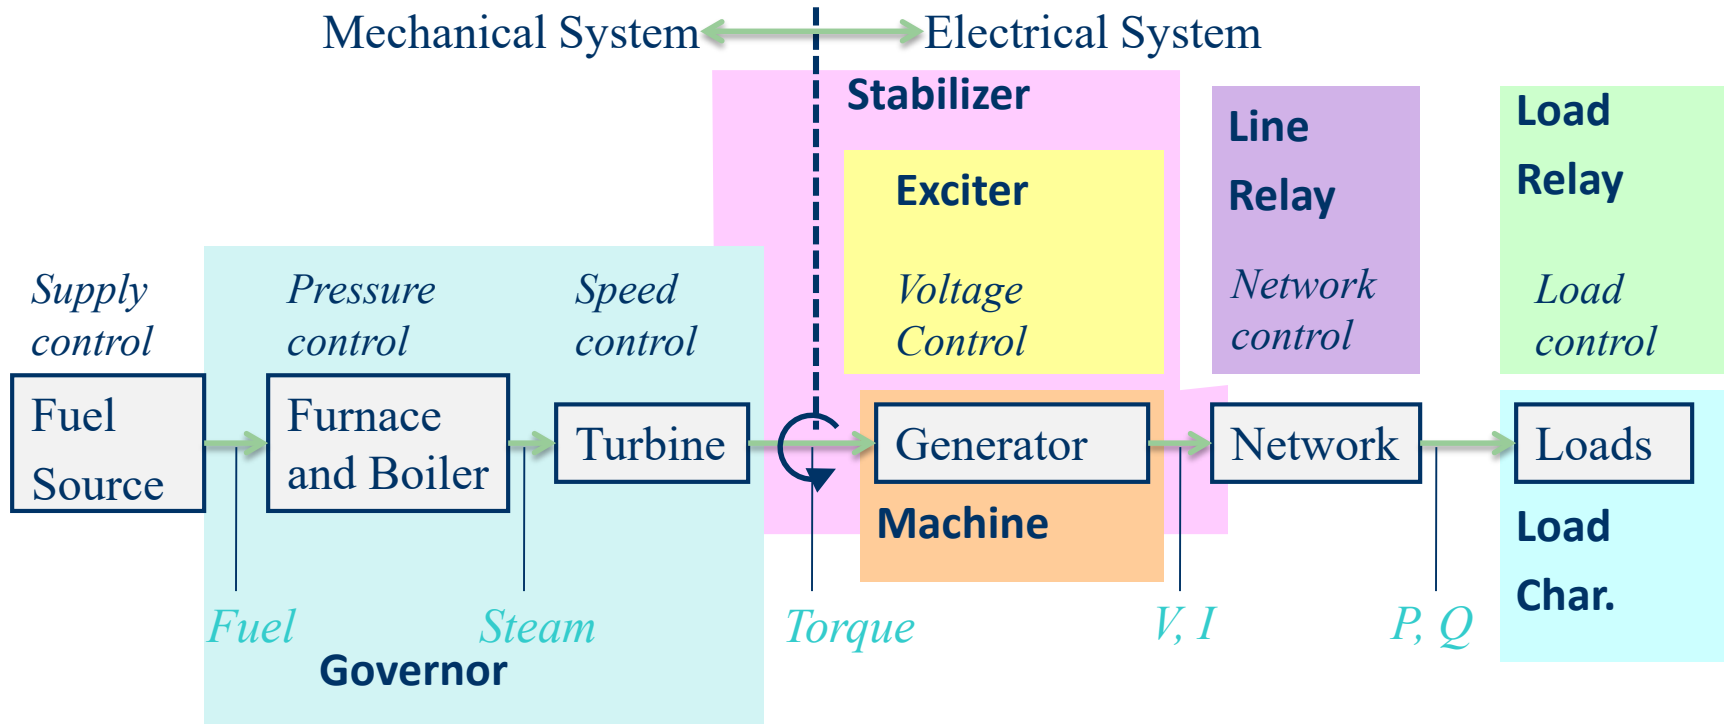 Mechanical System
Electrical System
Stabilizer
Exciter
Line
Relay
Load
Relay
Supply
control
Pressure
control
Speed
control
Voltage
Control
Network
control
Load
control
Fuel
Source
Furnace
and Boiler
Turbine
Generator
Network
Loads
Machine
Load
Char.
Fuel
Steam
Torque
V, I
P, Q
Governor